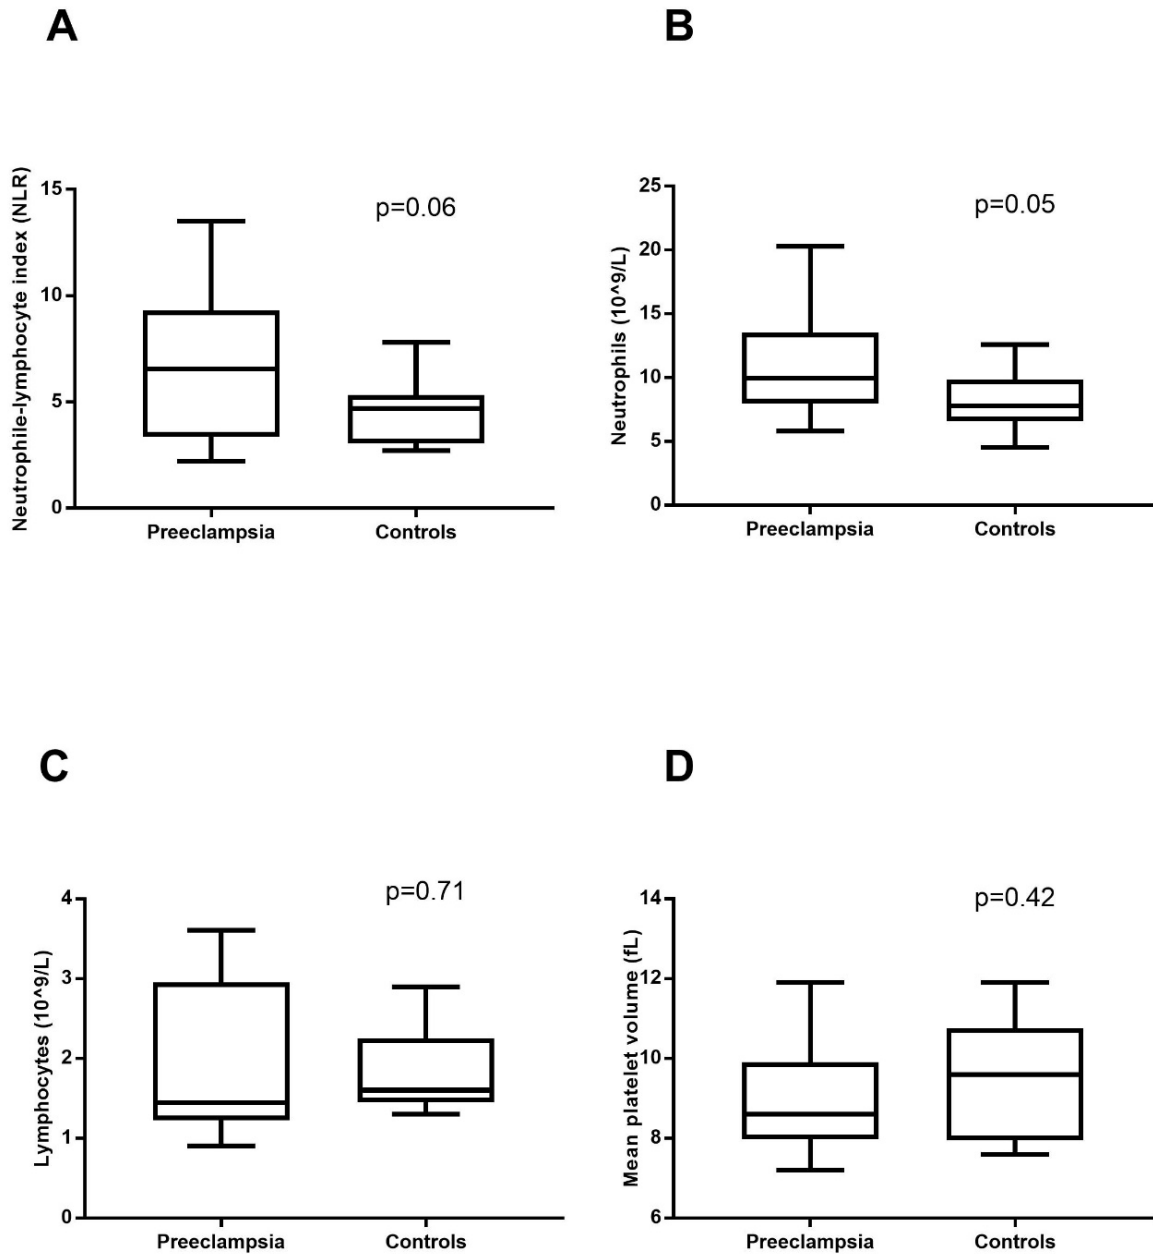 A
Neutrophile-lymphocyte index (NLR)
15
10
5
0
p=0.06
Preeclampsia
Controls
B
Neutrophils (10^9/L)
25
20
15
10
5
0
p=0.05
Preeclampsia
Controls
C
Lymphocytes (10^9/L)
4
3
2
1
0
p=0.71
Preeclampsia
Controls
D
Mean platelet volume (fL)
14
12
10
8
6
p=0.42
Preeclampsia
Controls